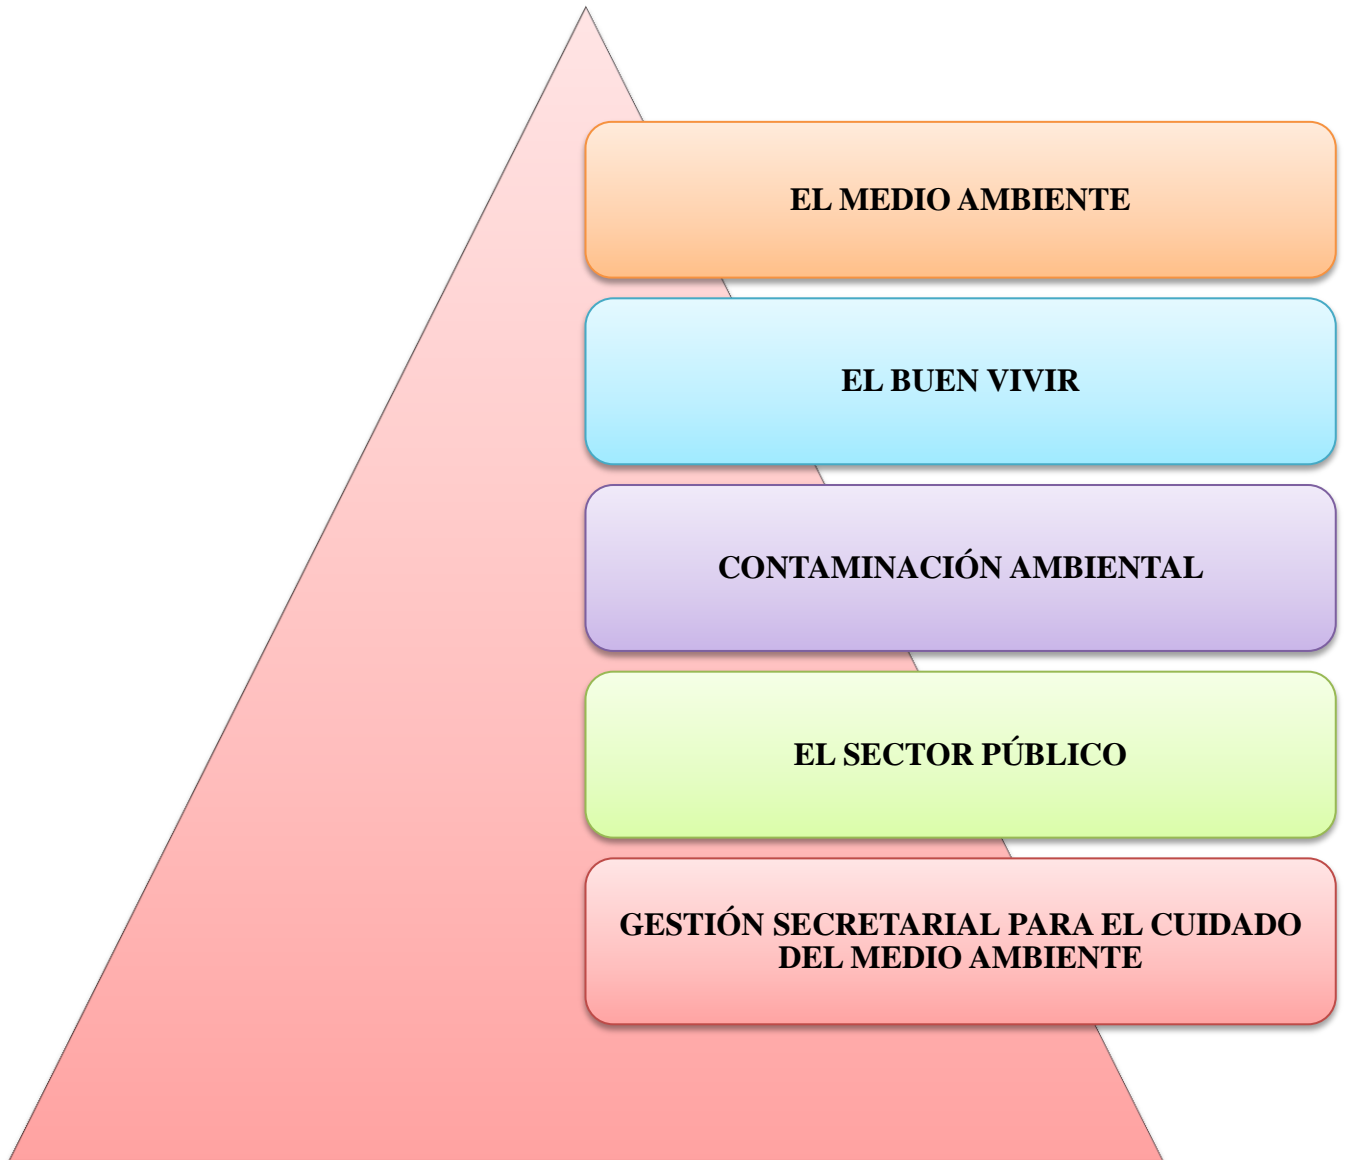 EL MEDIO AMBIENTE
EL BUEN VIVIR
CONTAMINACIÓN AMBIENTAL
EL SECTOR PÚBLICO
GESTIÓN SECRETARIAL PARA EL CUIDADO
DEL MEDIO AMBIENTE